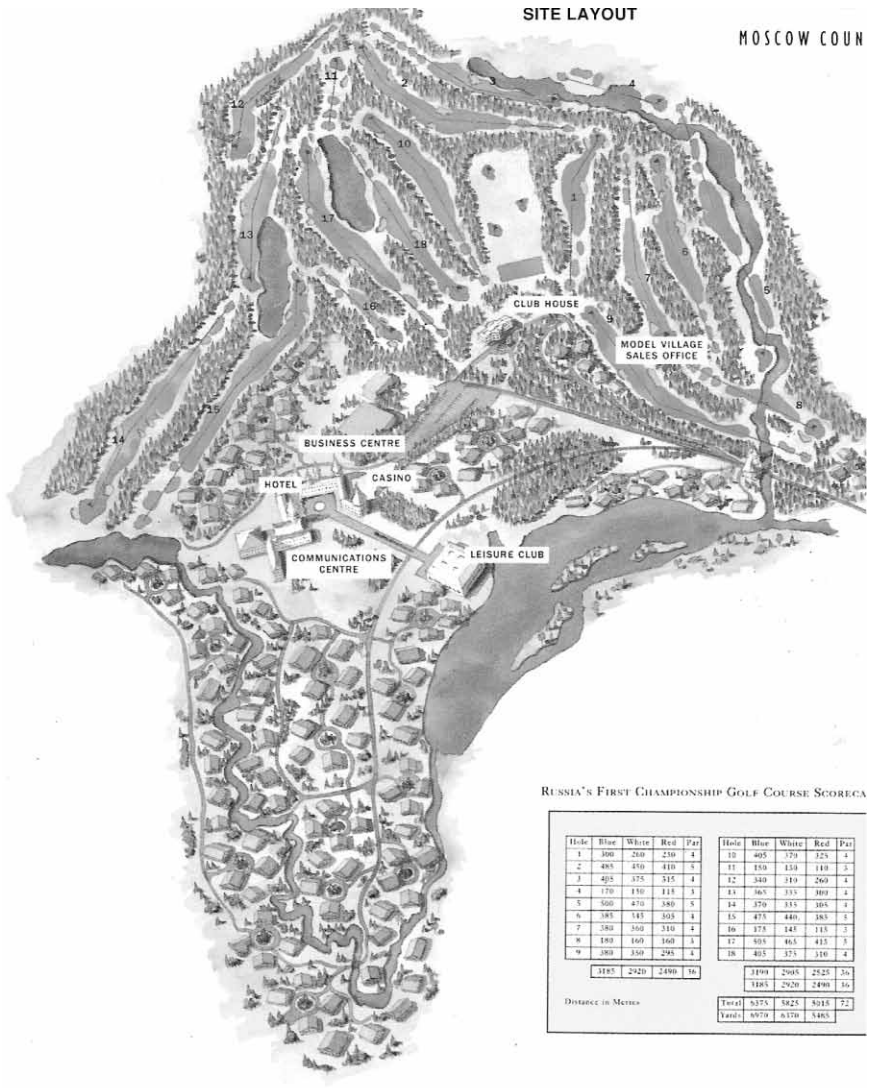 SITE LAYOUT
MOSCOW COUN
11
2
3
4
12
10
1
13
17
18
6
7
5
16
9
CLUB HOUSE
MODEL VILLAGE
SALES OFFICE
15
8
14
BUSINESS CENTRE
HOTEL
CASINO
COMMUNICATIONS
CENTRE
LEISURE CLUB
RUSSIA'S FIRST CHAMPIONSHIP GOLF COURSE SCORECA
Hole Blue White Red Par
1 300 260 230 4
2 485 450 410 5
3 405 375 315 4
4 170 150 115 3
5 500 470 380 5
6 385 345 305 4
7 380 360 310 4
8 180 160 160 3
9 380 350 295 4
3185 2920 2490 36
Distance in Metres
Hole Blue White Red Par
10 405 370 325 4
11 150 130 110 3
12 340 310 260 4
13 365 335 300 4
14 370 335 305 4
15 475 440 385 5
16 175 145 115 3
17 505 465 415 5
18 405 375 310 4
3190 2905 2525 36
3185 2920 2490 36
Total 6375 5825 5015 72
Yards 6970 6370 5485